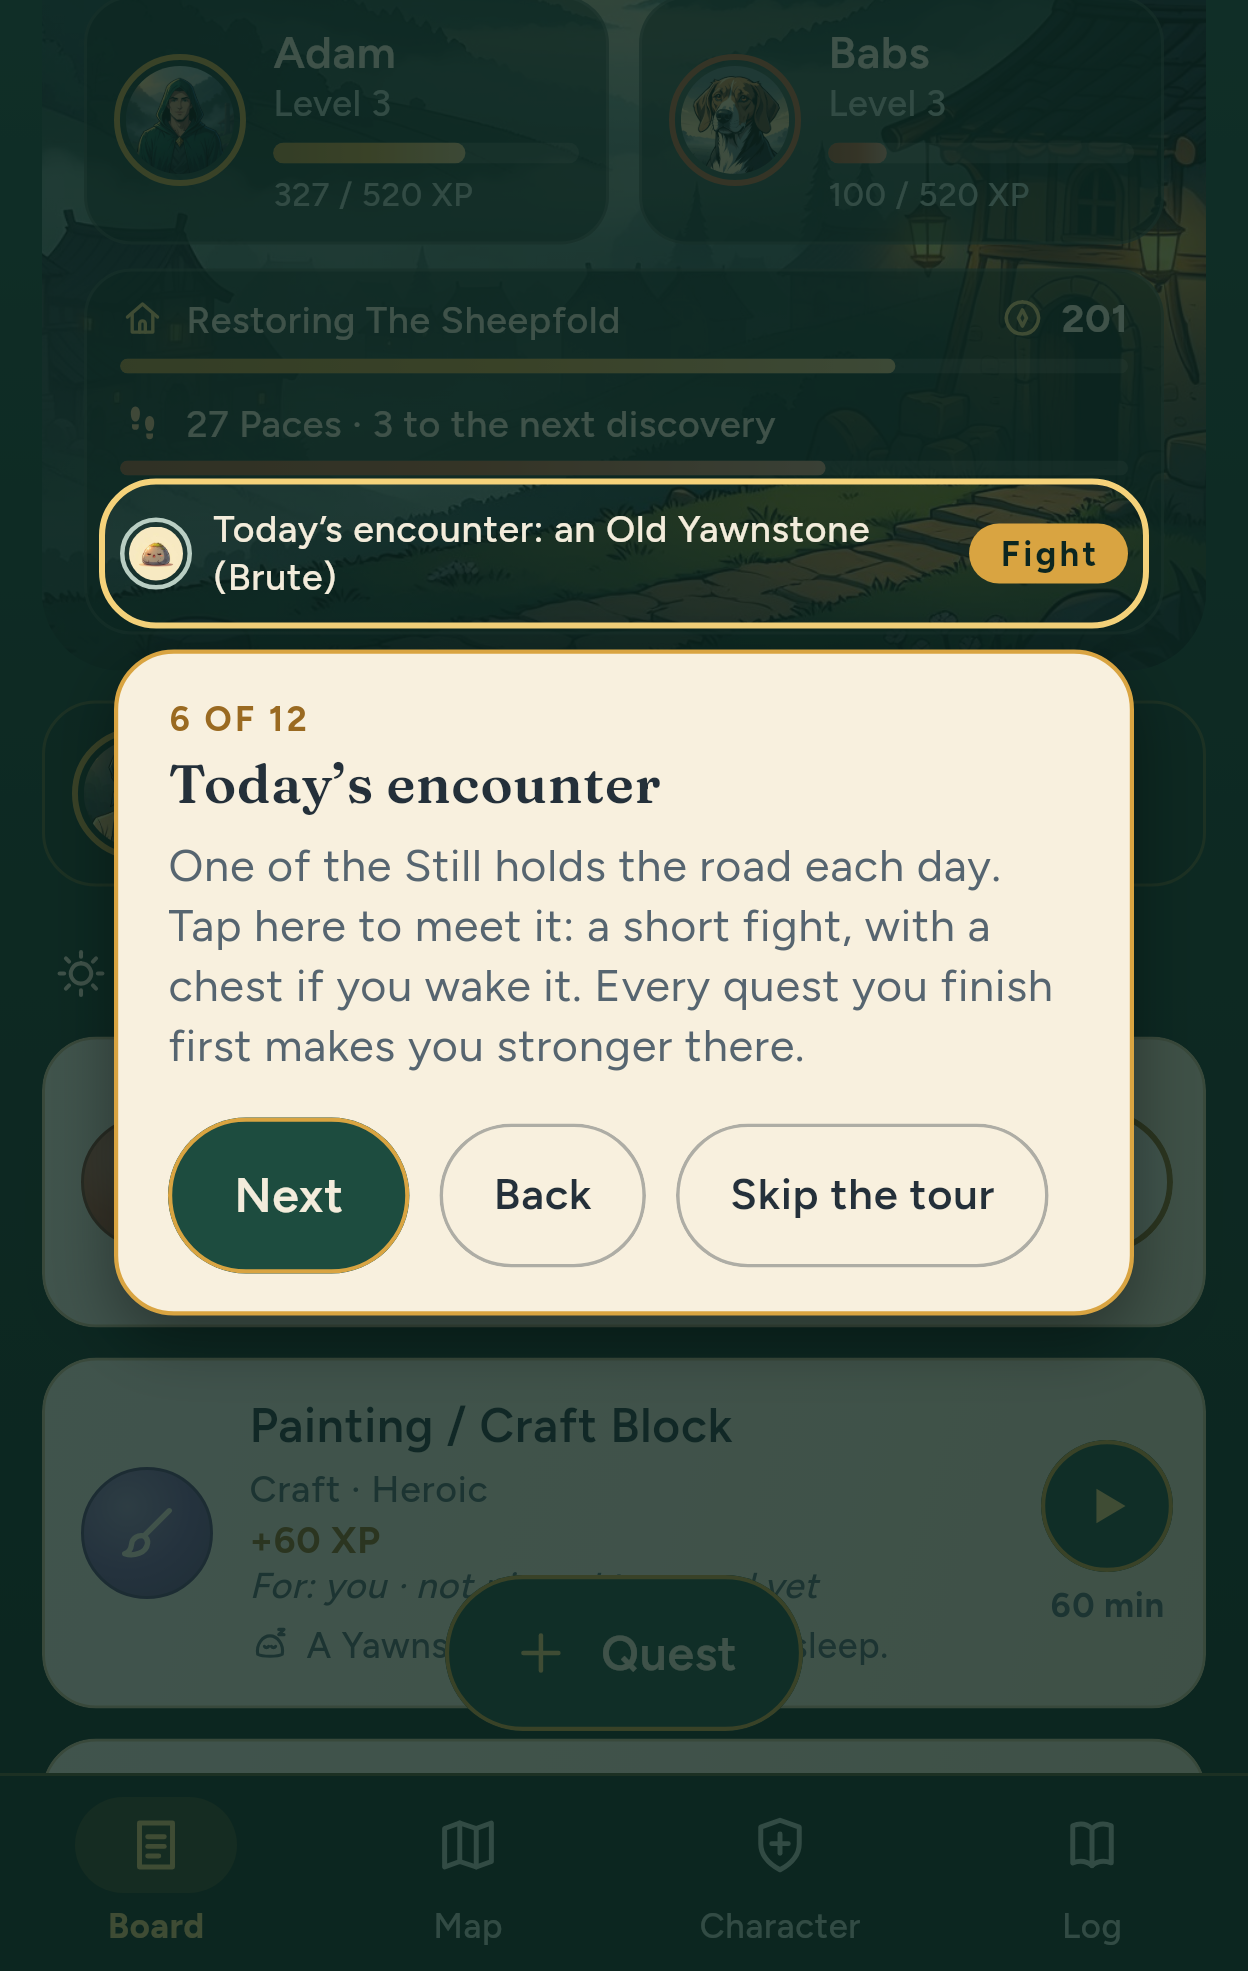 Adam
Level 3
327 / 520 XP
Babs
Level 3
100 / 520 XP
Restoring The Sheepfold
201
27 Paces · 3 to the next discovery
Today’s encounter: an Old Yawnstone
(Brute)
Fight
6 OF 12
Today’s encounter
One of the Still holds the road each day.
Tap here to meet it: a short fight, with a
chest if you wake it. Every quest you finish
first makes you stronger there.
Next
Back
Skip the tour
Painting / Craft Block
Craft · Heroic
+60 XP
For: you · not
yet
60 min
A
Quest
Board
Map
Character
Log